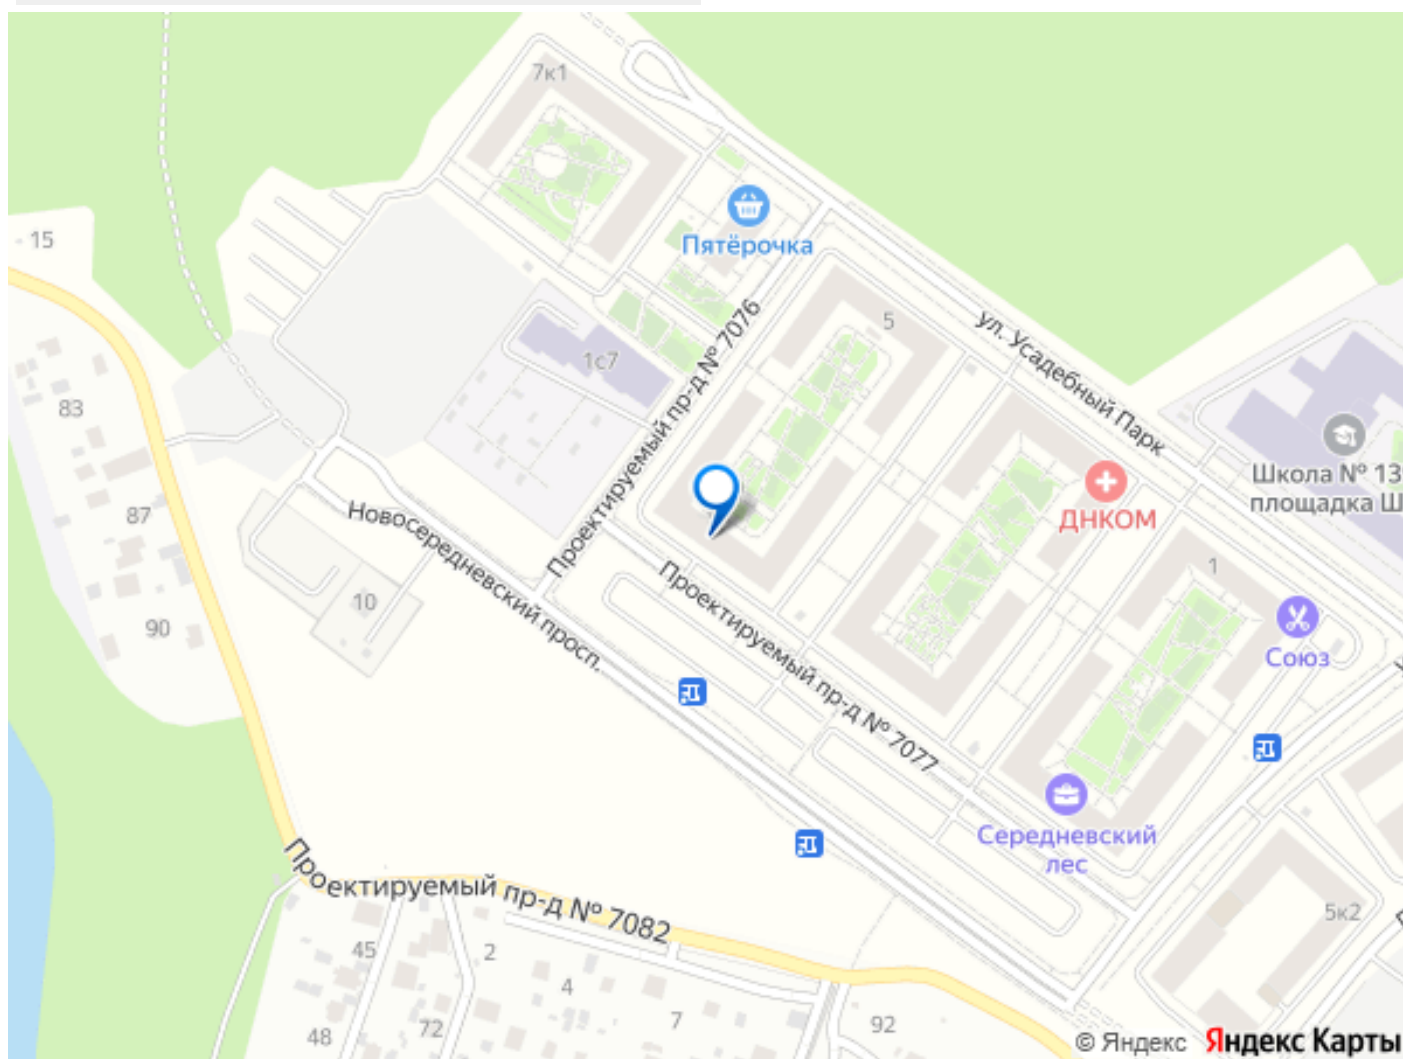 7к1
15
Пятёрочка
5
ул. Усадебный Парк
Проектируемый пр-д № 7076
1с7
83
Школа № 13
площадка Ш
ДНКОМ
87
Новосередневский просп.
10
Проектируемый пр-д № 7077
1
90
Союз
Середневский
лес
Проектируемый пр-д № 7082
5к2
45
2
4
7
48
72
92
© Яндекс Яндекс Карты